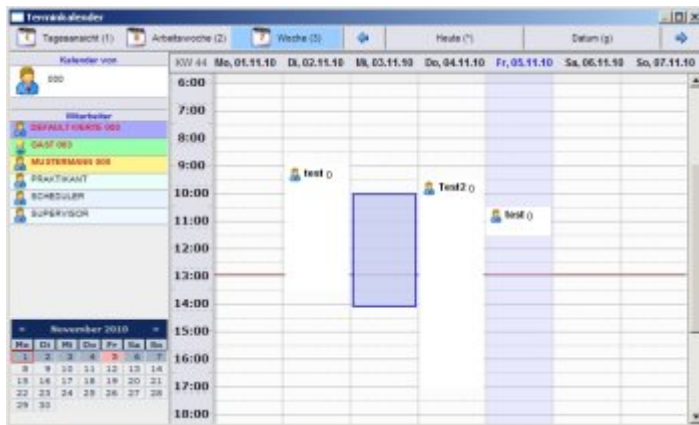 Terminkalender
Tagesansicht (1) Arbeitswoche (2) Woche (3) Heute (*) Datum (g)
Kalender von
000
Mitarbeiter
DEFAULT-WERTE 003
GAST 003
MUSTERMANN 005
PRAKTIKANT
SCHEDULER
SUPERVISOR
KW 44 Mo, 01.11.10 Di, 02.11.10 Mi, 03.11.10 Do, 04.11.10 Fr, 05.11.10 Sa, 06.11.10 So, 07.11.10
6:00
7:00
8:00
9:00
test ()
10:00
Test2 ()
11:00
test ()
12:00
13:00
14:00
15:00
16:00
17:00
18:00
« November 2010 »
Mo Di Mi Do Fr Sa So
1 2 3 4 5 6 7
8 9 10 11 12 13 14
15 16 17 18 19 20 21
22 23 24 25 26 27 28
29 30